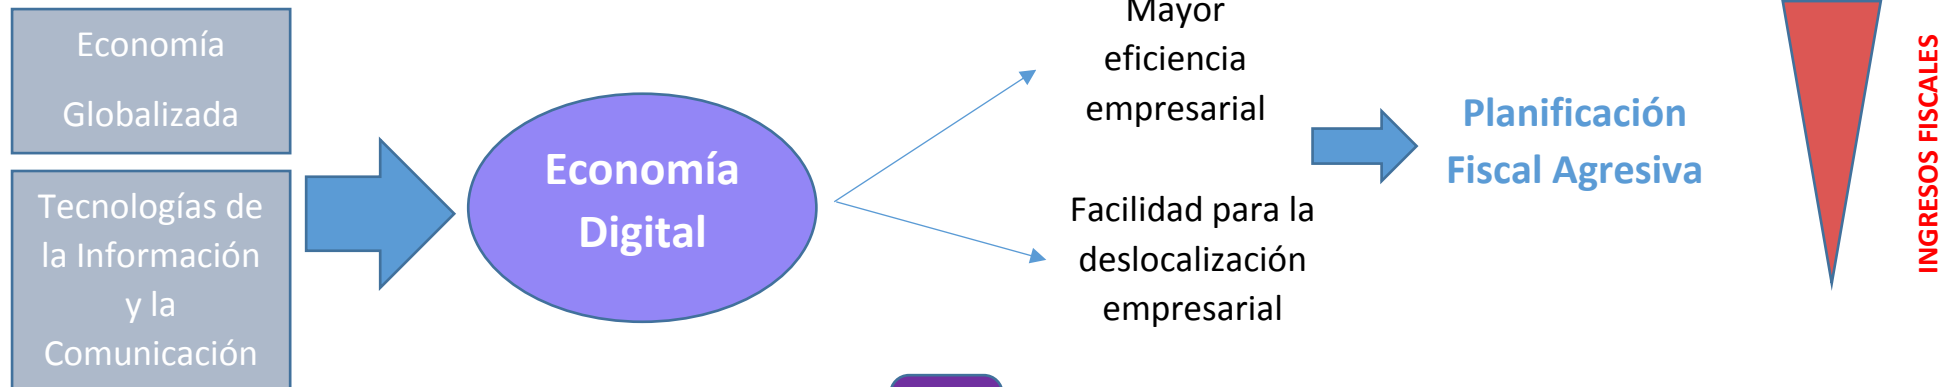 Economía
Globalizada
Tecnologías de
la Información
y la
Comunicación
Economía
Digital
Mayor
eficiencia
empresarial
Facilidad para la
deslocalización
empresarial
Planificación
Fiscal Agresiva
INGRESOS FISCALES